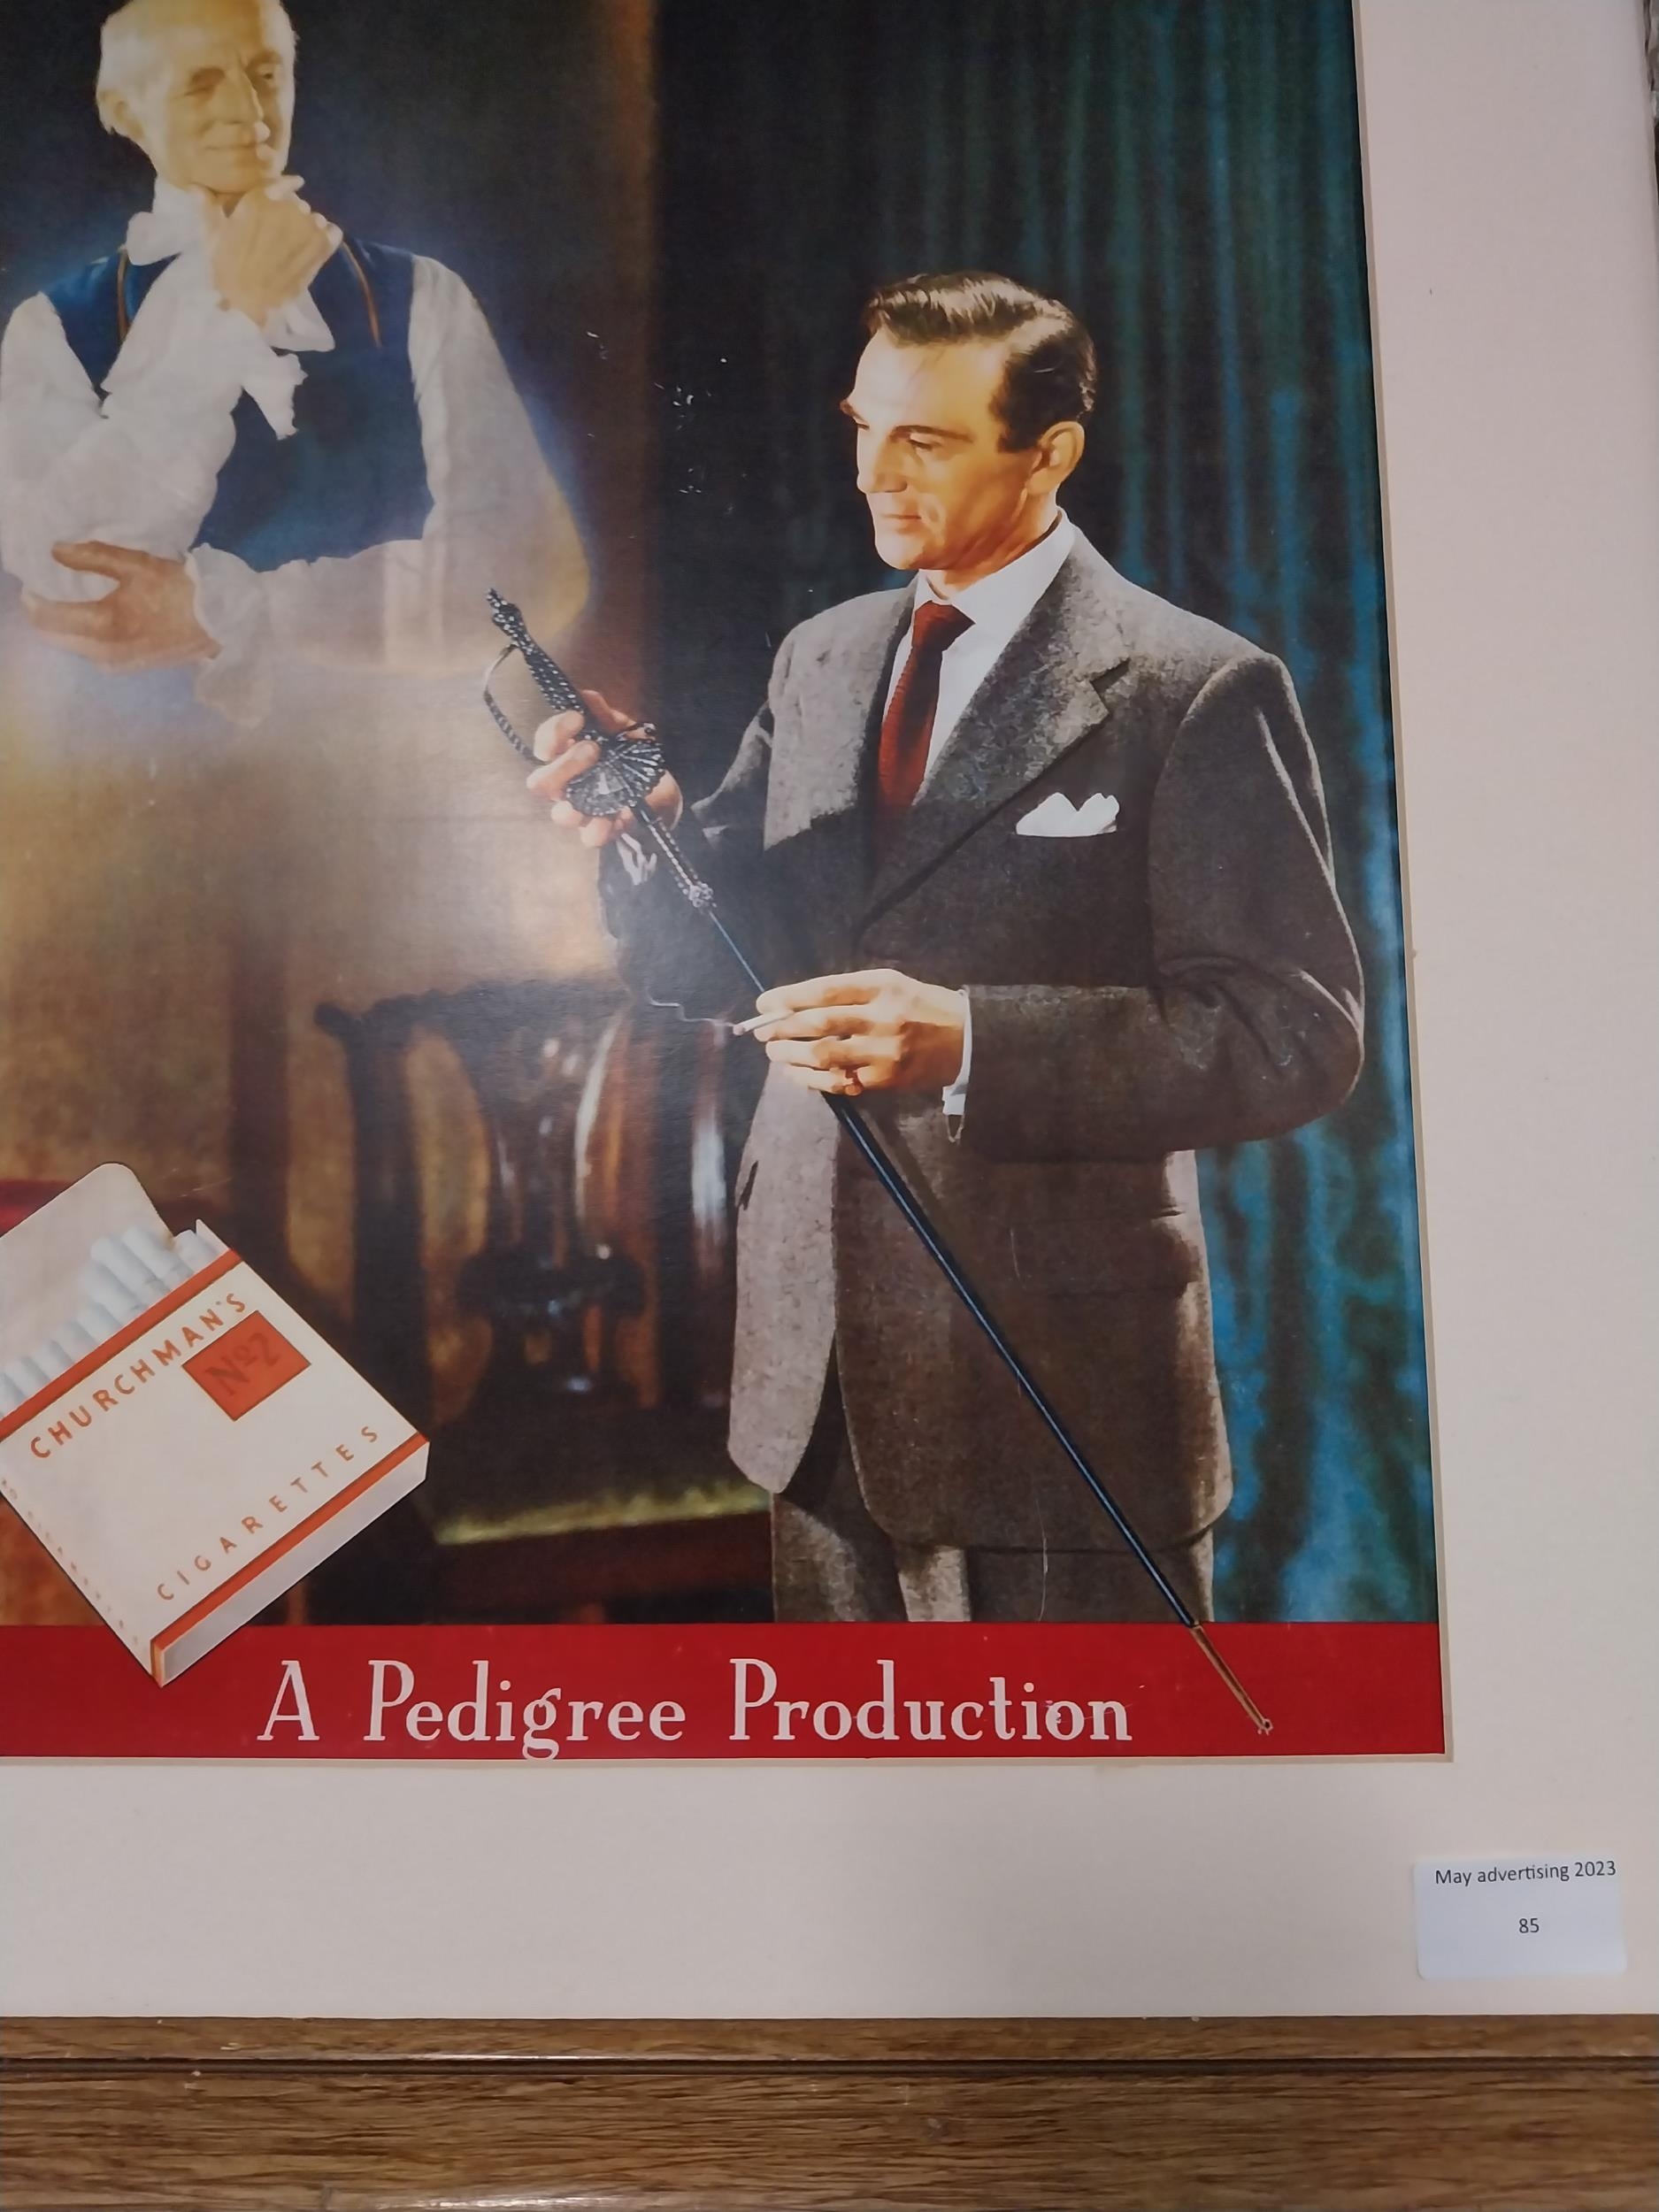 CHURCHMAN'S
No2
CIGARETTES
A Pedigree Production
May advertising 2023
85